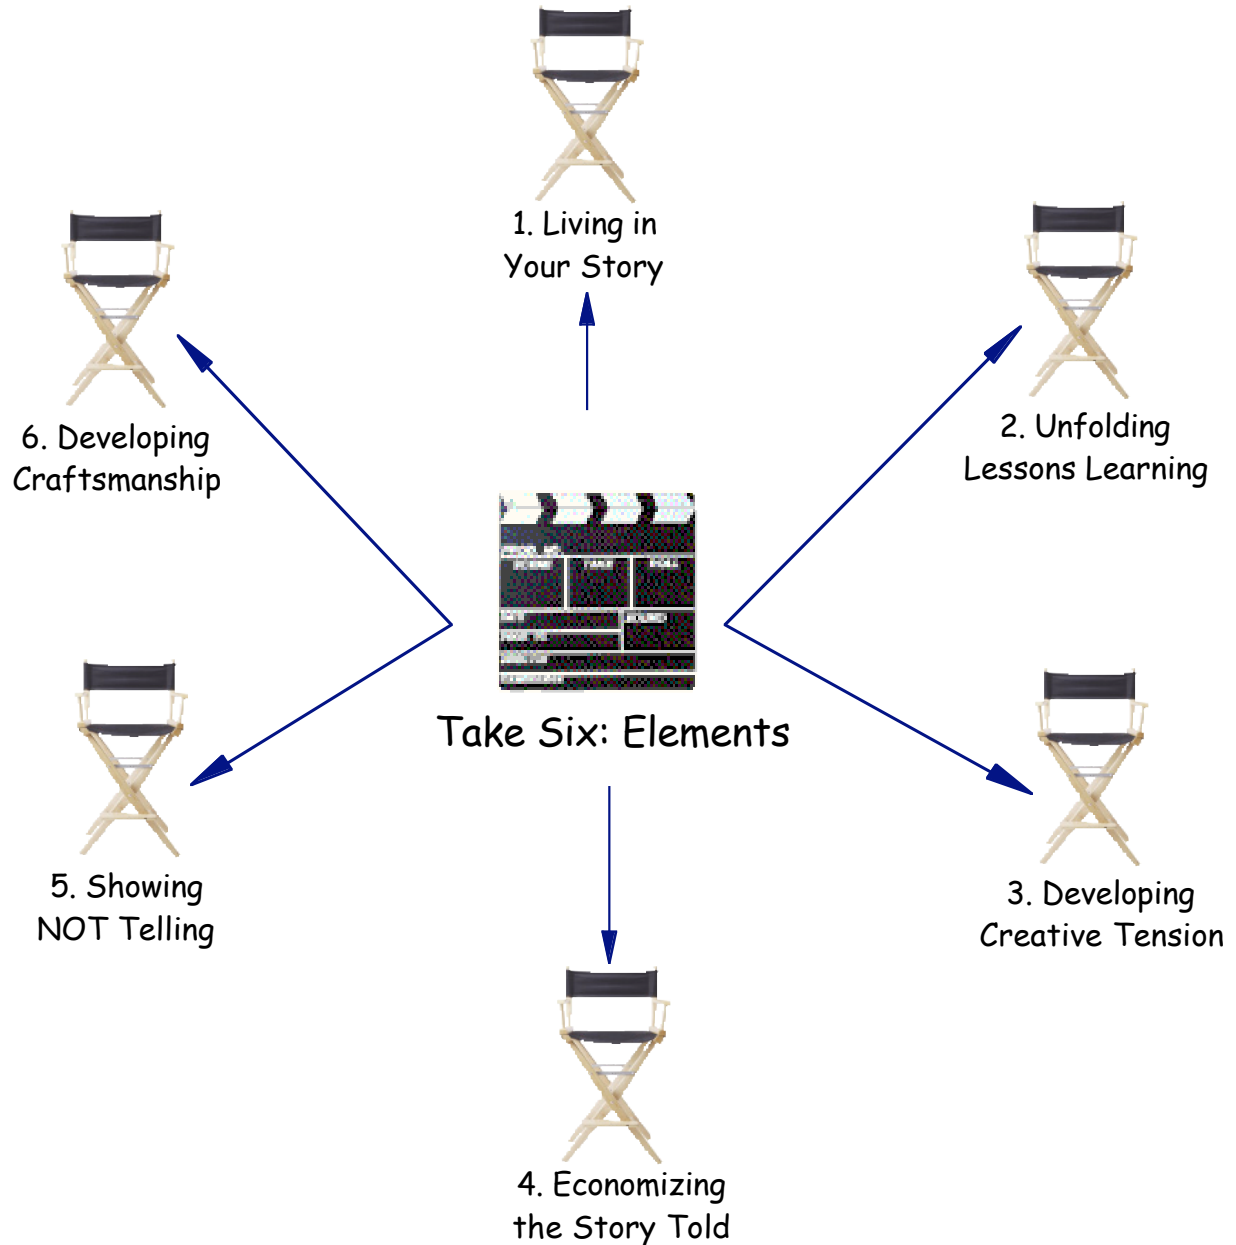 1. Living in
Your Story
2. Unfolding
Lessons Learning
3. Developing
Creative Tension
4. Economizing
the Story Told
5. Showing
NOT Telling
6. Developing
Craftsmanship
Take Six: Elements